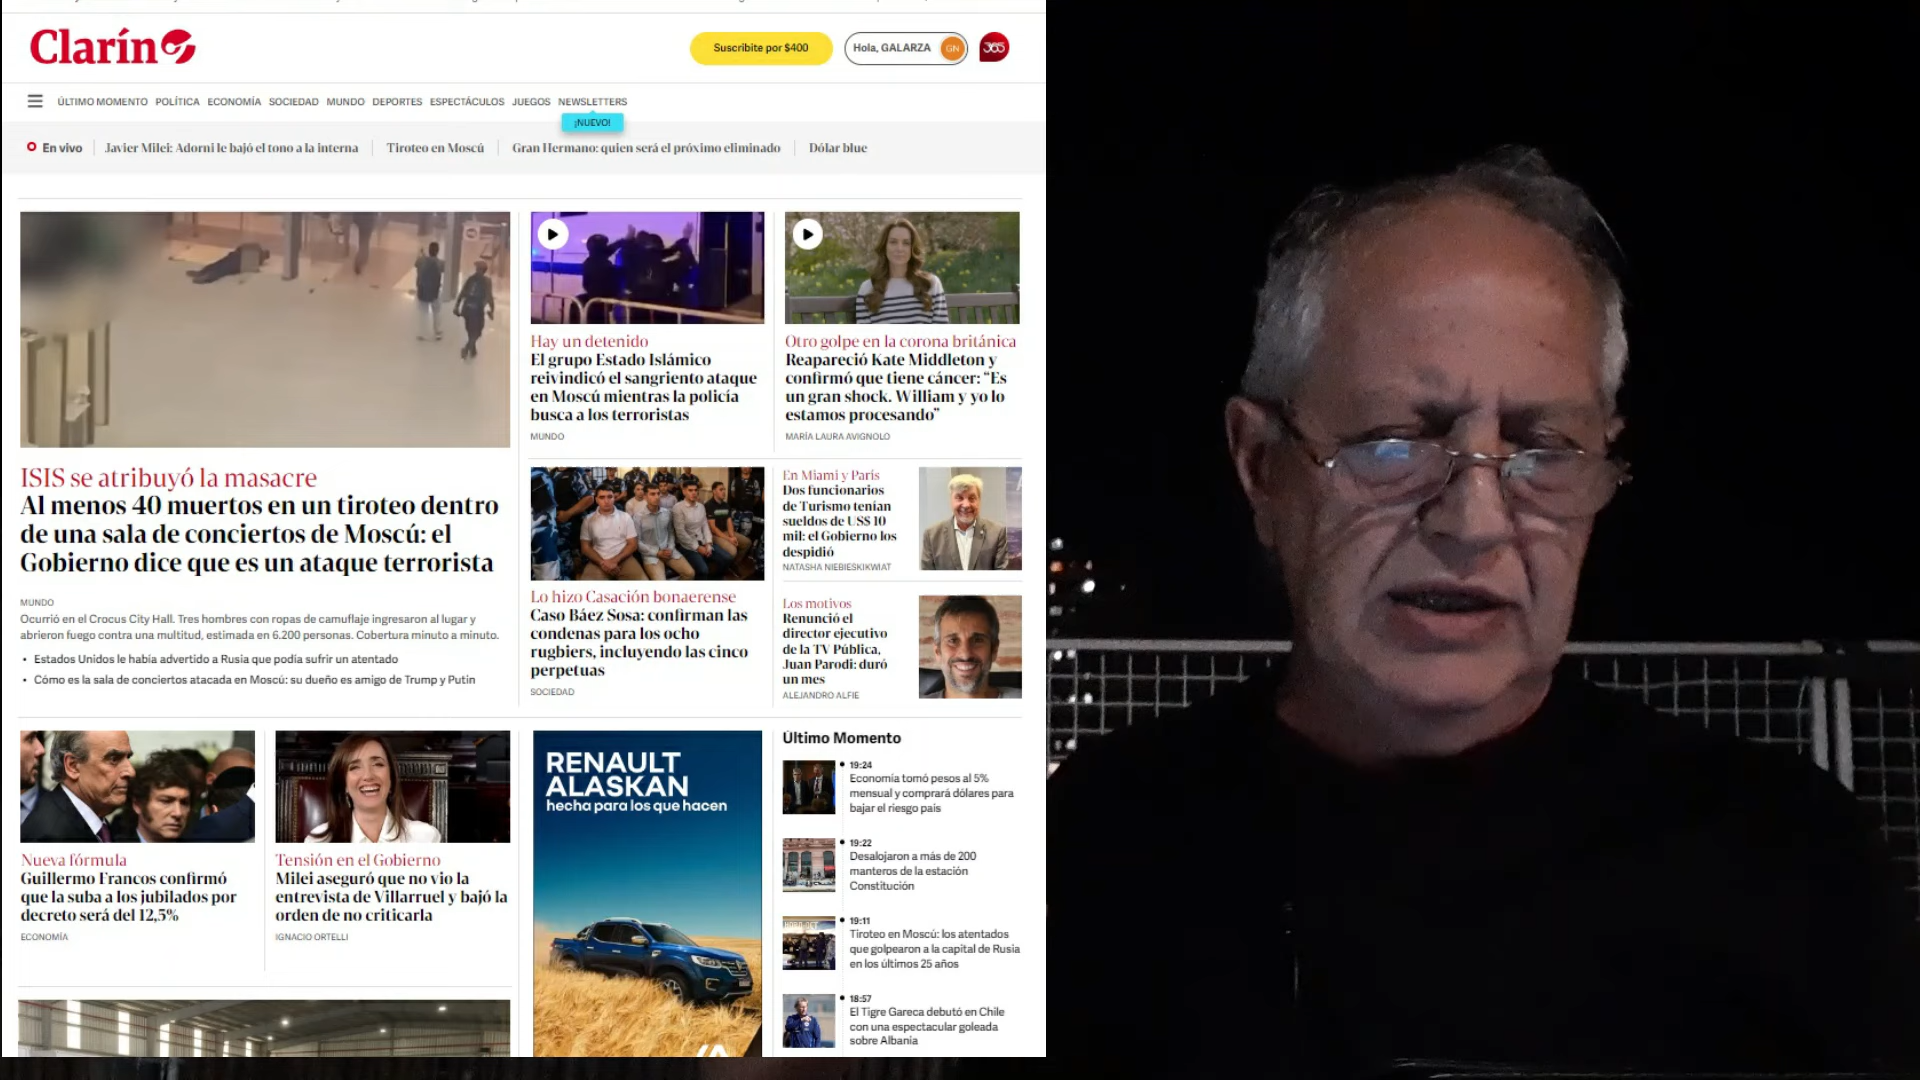 Clarín
Suscribite por $400
Hola, GALARZA
GN
365
ÚLTIMO MOMENTO POLÍTICA ECONOMÍA SOCIEDAD MUNDO DEPORTES ESPECTÁCULOS JUEGOS NEWSLETTERS
¡NUEVO!
En vivo
Javier Milei: Adorni le bajó el tono a la interna
Tiroteo en Moscú
Gran Hermano: quien será el próximo eliminado
Dólar blue
ISIS se atribuyó la masacre
Al menos 40 muertos en un tiroteo dentro
de una sala de conciertos de Moscú: el
Gobierno dice que es un ataque terrorista
MUNDO
Ocurrió en el Crocus City Hall. Tres hombres con ropas de camuflaje ingresaron al lugar y
abrieron fuego contra una multitud, estimada en 6.200 personas. Cobertura minuto a minuto.
• Estados Unidos le había advertido a Rusia que podía sufrir un atentado
• Cómo es la sala de conciertos atacada en Moscú: su dueño es amigo de Trump y Putin
Hay un detenido
El grupo Estado Islámico
reivindicó el sangriento ataque
en Moscú mientras la policía
busca a los terroristas
MUNDO
Otro golpe en la corona británica
Reapareció Kate Middleton y
confirmó que tiene cáncer: “Es
un gran shock. William y yo lo
estamos procesando”
MARÍA LAURA AVIGNOLO
Lo hizo Casación bonaerense
Caso Báez Sosa: confirman las
condenas para los ocho
rugbiers, incluyendo las cinco
perpetuas
SOCIEDAD
En Miami y París
Dos funcionarios
de Turismo tenían
sueldos de US$ 10
mil: el Gobierno los
despidió
NATASHA NIEBIESKIKWIAT
Los motivos
Renunció el
director ejecutivo
de la TV Pública,
Juan Parodi: duró
un mes
ALEJANDRO ALFIE
Nueva fórmula
Guillermo Francos confirmó
que la suba a los jubilados por
decreto será del 12,5%
ECONOMÍA
Tensión en el Gobierno
Milei aseguró que no vio la
entrevista de Villarruel y bajó la
orden de no criticarla
IGNACIO ORTELLI
RENAULT
ALASKAN
hecha para los que hacen
Último Momento
19:24
Economía tomó pesos al 5%
mensual y comprará dólares para
bajar el riesgo país
19:22
Desalojaron a más de 200
manteros de la estación
Constitución
19:11
Tiroteo en Moscú: los atentados
que golpearon a la capital de Rusia
en los últimos 25 años
18:57
El Tigre Gareca debutó en Chile
con una espectacular goleada
sobre Albania